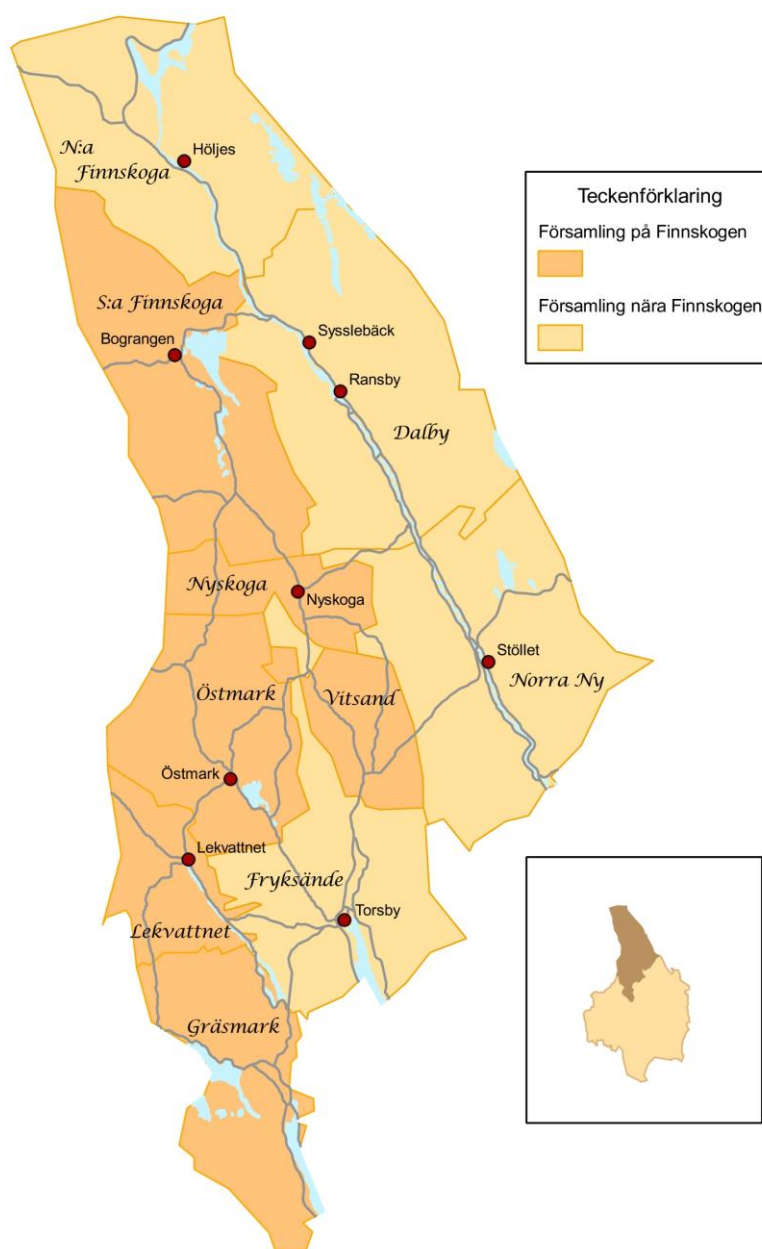 N:a
Finnskoga
Höljes
Teckenförklaring
Församling på Finnskogen
Församling nära Finnskogen
S:a Finnskoga
Bograngen
Sysslebäck
Ransby
Dalby
Nyskoga
Nyskoga
Stöllet
Östmark
Vitsand
Norra Ny
Östmark
Lekvattnet
Fryksände
Torsby
Lekvattnet
Gräsmark